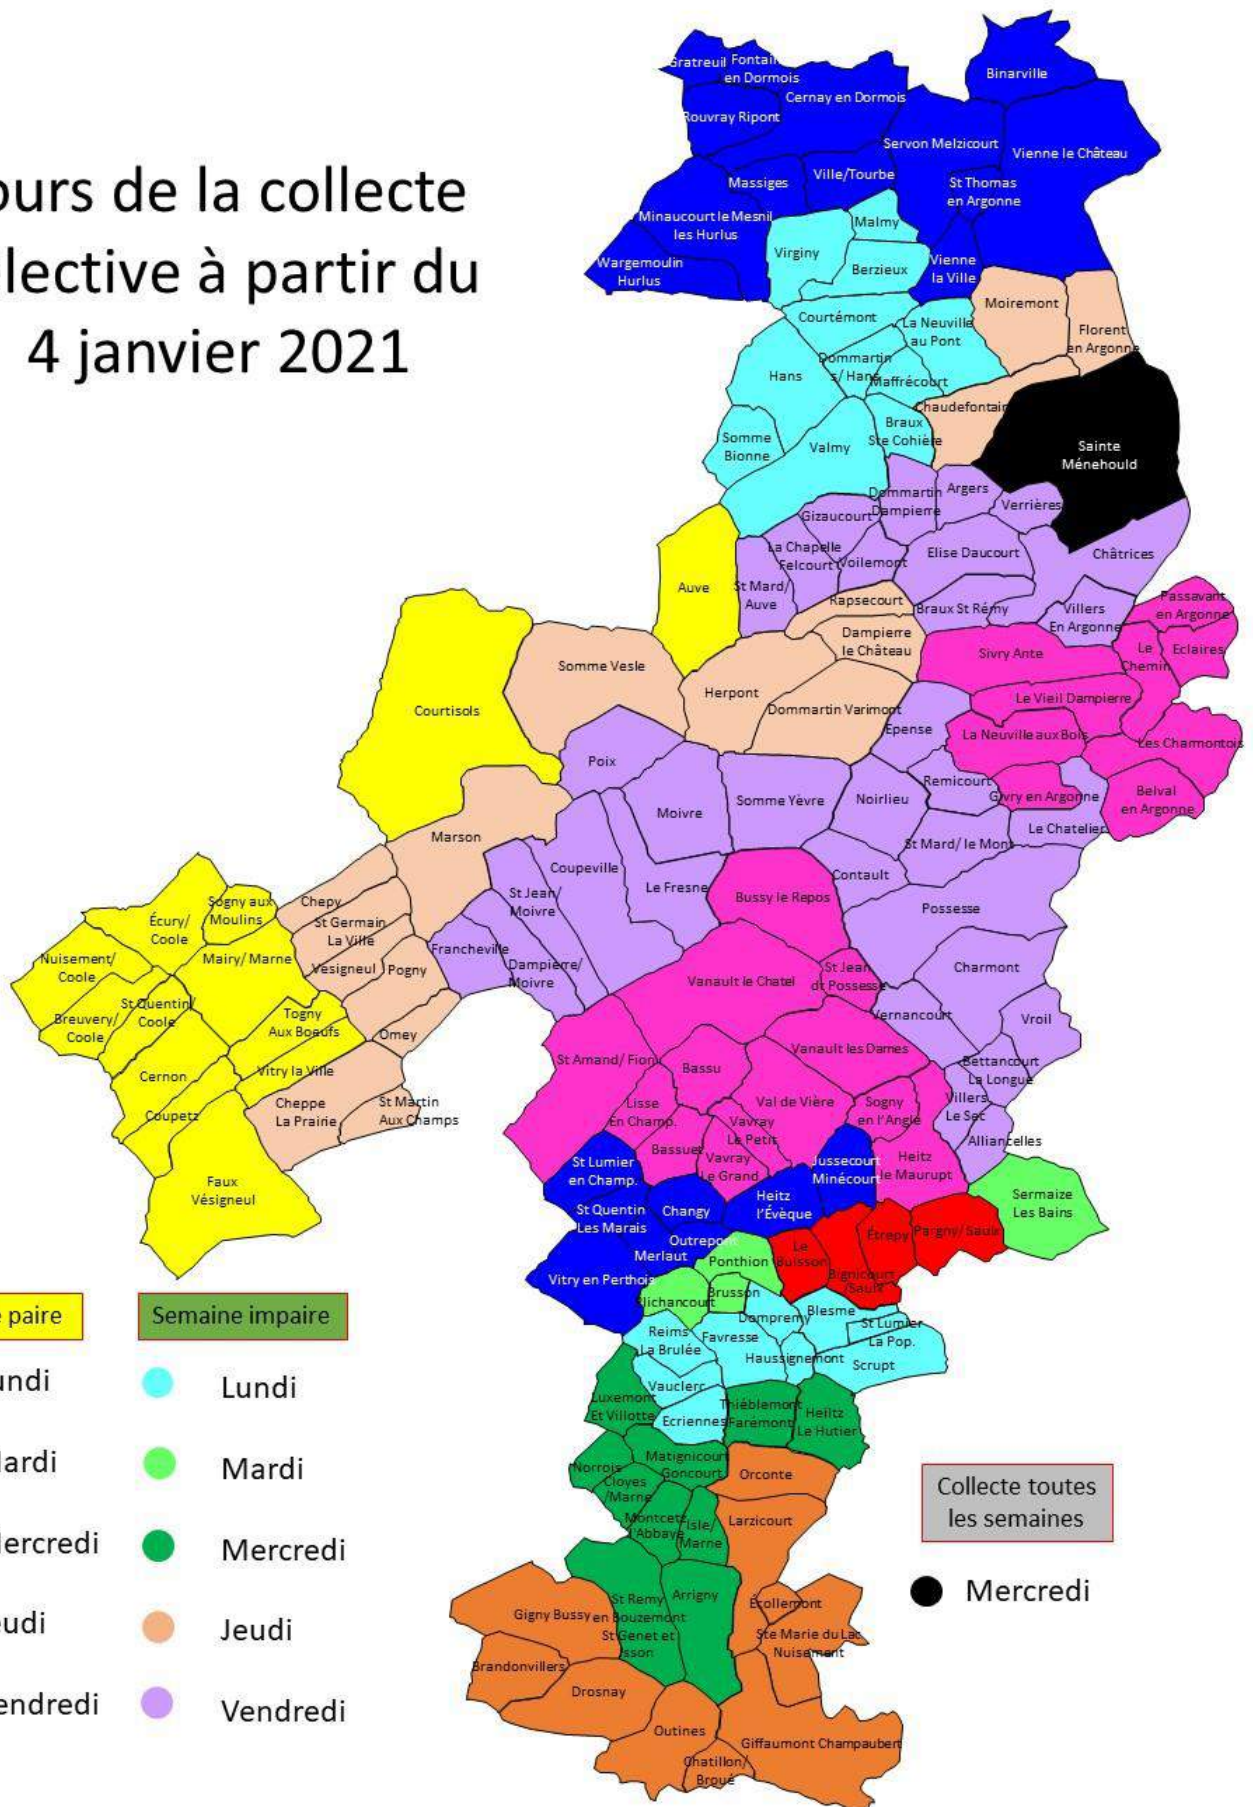 ours de la collecte
lective à partir du
4 janvier 2021
Gratreuil
Fontain
en Dormois
Binarville
Cernay en Dormois
Rouvray Ripont
Servon Melzicourt
Vienne le Château
Massiges
Ville/Tourbe
St Thomas
en Argonne
Minaucourt le Mesnil
les Hurlus
Malmy
Virginy
Berzieux
Vienne
la Ville
Wargemoulin
Hurlus
Moiremont
Courtémont
La Neuville
au Pont
Florent
en Argonne
Dommartin
s/Hans
Hans
Maffrécourt
Chaudefontain
Braux
Ste Cohière
Somme
Bionne
Valmy
Sainte
Ménehould
Dommartin
Dampierre
Argers
Verrières
Gizaucourt
La Chapelle
Felcourt
Voilemont
Elise Daucourt
Châtrices
Auve
St Mard/
Auve
Rapsecourt
Braux St Rémy
Villers
En Argonne
Passavant
en Argonne
Dampierre
le Château
Sivry Ante
Le
Chemin
Eclaires
Somme Vesle
Herpont
Le Vieil Dampierre
Courtisols
Dommartin Varimont
Epense
La Neuville aux Bois
Les Charmontois
Poix
Remicourt
Givry en Argonne
Belval
en Argonne
Moivre
Somme Yèvre
Noirlieu
Le Chatelier
Marson
St Mard/ le Mont
Coupeville
Contault
Le Fresne
Bussy le Repos
Possesse
St Jean/
Moivre
Chepy
Sogny aux
Moulins
Écury/
Coole
St Germain
La Ville
Francheville
Dampierre/
Moivre
Mairy/ Marne
Vesigneul
Pogny
Nuisement/
Coole
Vanault le Chatel
St Jean
dt Possesse
Charmont
St Quentin/
Coole
Breuvery/
Coole
Togny
Aux Boeufs
Omey
Vernancourt
Vroil
Vanault les Dames
St Amand/ Fion
Bassu
Bettancourt
La Longue
Cernon
Vitry la Ville
Coupetz
Cheppe
La Prairie
St Martin
Aux Champs
Lisse
En Champ.
Val de Vière
Sogny
en l'Angle
Villers
Le Sec
Vavray
Le Petit
Bassuet
Vavray
Le Grand
Alliancelles
Jussecourt
Minécourt
Heitz
le Maurupt
St Lumier
en Champ.
Faux
Vésigneul
Heitz
l'Évèque
Sermaize
Les Bains
St Quentin
Les Marais
Changy
Outrepont
Merlaut
Étrepy
Pargny/ Saulx
Le
Buisson
Ponthion
Vitry en Perthois
Bignicourt
/Saulx
Brusson
Plichancourt
Dompremy
Blesme
St Lumier
La Pop.
Reims
La Brulée
Favresse
Haussignemont
Scrupt
Vauclerc
Luxemont
Et Villotte
Ecriennes
Thiéblemont
Farémont
Heiltz
Le Hutier
Matignicourt
Goncourt
Norrois
Cloyes
/Marne
Orconte
Montcetz
l'Abbaye
Isle/
Marne
Larzicourt
St Remy
en Bouzemont
St Genet et
Isson
Arrigny
Écollemont
Gigny Bussy
Ste Marie du Lac
Nuisement
Brandonvillers
Drosnay
Outines
Giffaumont Champaubert
Chatillon/
Broué
e paire
undi
ardi
ercredi
eudi
endredi
Semaine impaire
Lundi
Mardi
Mercredi
Jeudi
Vendredi
Collecte toutes
les semaines
Mercredi